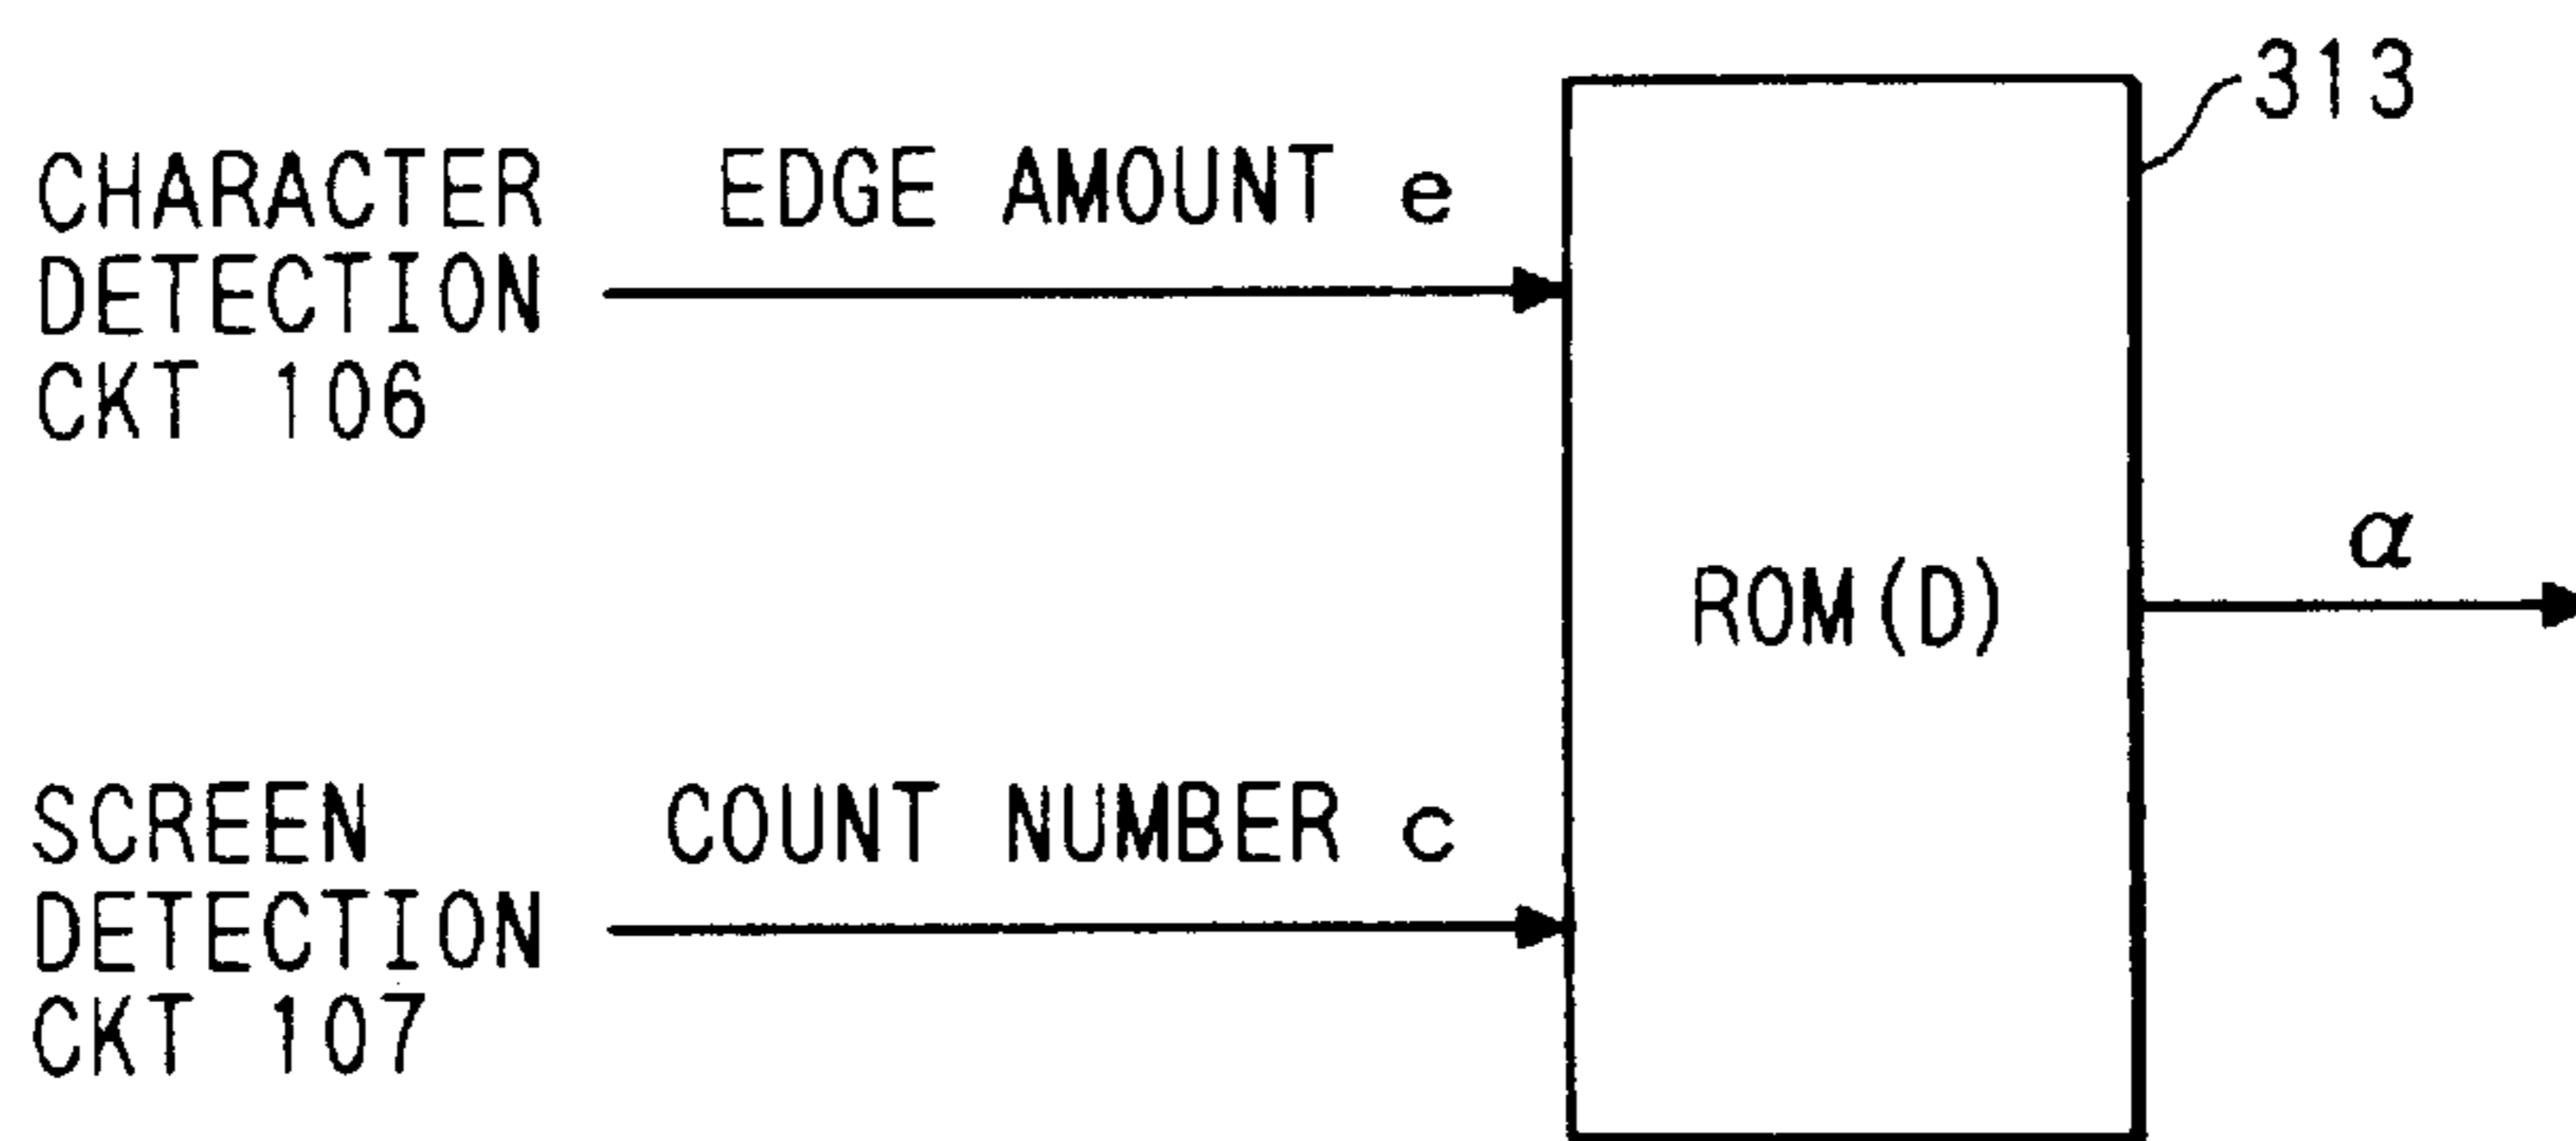 313
CHARACTER
DETECTION
CKT 106
EDGE AMOUNT e
ROM(D)
α
SCREEN
DETECTION
CKT 107
COUNT NUMBER c